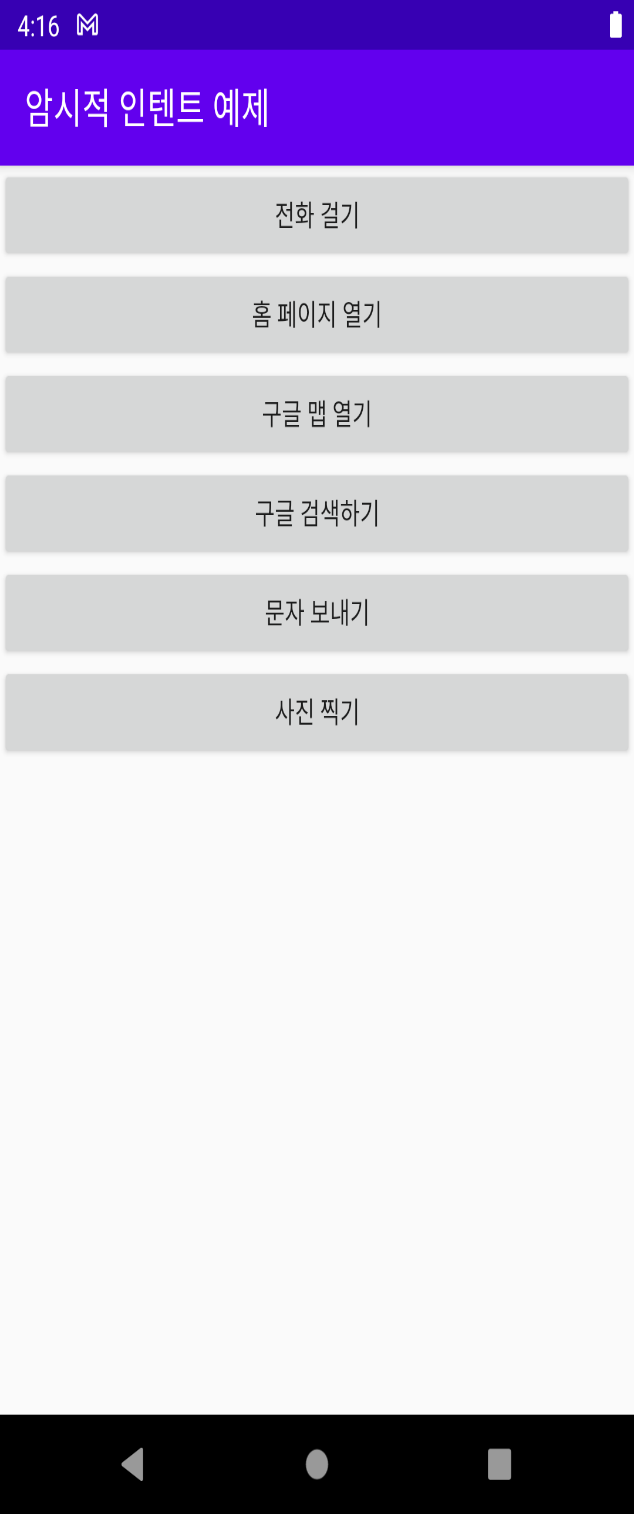 4:16
암시적 인텐트 예제
전화 걸기
홈 페이지 열기
구글 맵 열기
구글 검색하기
문자 보내기
사진 찍기